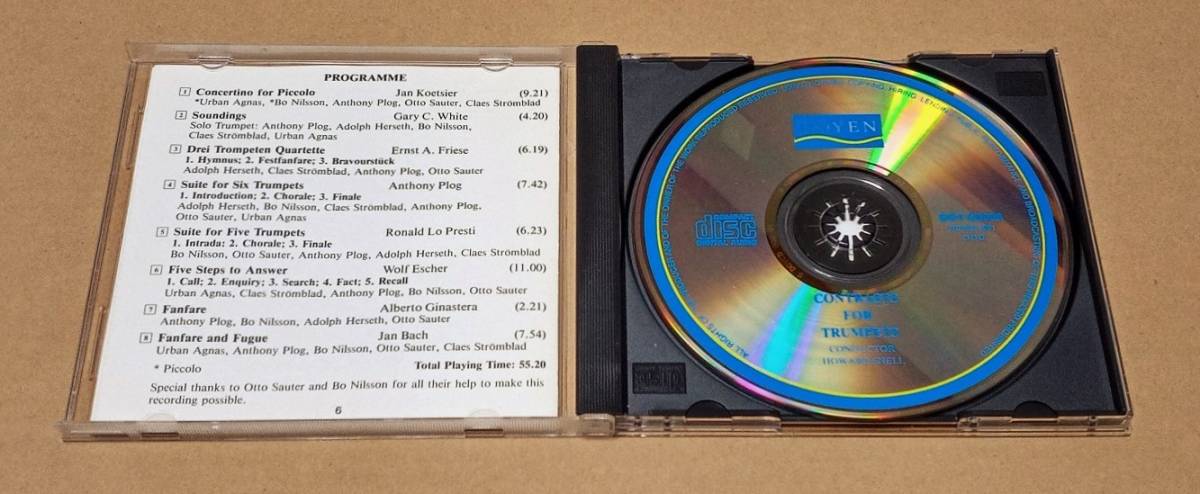 PROGRAMME
1 Concertino for Piccolo Jan Koetsier (9.21)
*Urban Agnas, *Bo Nilsson, Anthony Plog, Otto Sauter, Claes Strömblad
2 Soundings Gary C. White (4.20)
Solo Trumpet: Anthony Plog, Adolph Herseth, Bo Nilsson,
Claes Strömblad, Urban Agnas
3 Drei Trompeten Quartette Ernst A. Friese (6.19)
1. Hymnus; 2. Festfanfare; 3. Bravourstück
Adolph Herseth, Claes Strömblad, Anthony Plog, Otto Sauter
4 Suite for Six Trumpets Anthony Plog (7.42)
1. Introduction; 2. Chorale; 3. Finale
Adolph Herseth, Bo Nilsson, Claes Strömblad, Anthony Plog,
Otto Sauter, Urban Agnas
5 Suite for Five Trumpets Ronald Lo Presti (6.23)
1. Intrada: 2. Chorale; 3. Finale
Bo Nilsson, Otto Sauter, Anthony Plog, Adolph Herseth, Claes Strömblad
6 Five Steps to Answer Wolf Escher (11.00)
1. Call; 2. Enquiry; 3. Search; 4. Fact; 5. Recall
Urban Agnas, Claes Strömblad, Anthony Plog, Bo Nilsson, Otto Sauter
7 Fanfare Alberto Ginastera (2.21)
Anthony Plog, Bo Nilsson, Adolph Herseth, Otto Sauter
8 Fanfare and Fugue Jan Bach (7.54)
Urban Agnas, Anthony Plog, Bo Nilsson, Otto Sauter, Claes Strömblad
* Piccolo Total Playing Time: 55.20
Special thanks to Otto Sauter and Bo Nilsson for all their help to make this
recording possible.
6
COMPACT
disc
DIGITAL AUDIO
FOR
TRUMPETS
CONDUCTOR
HOWARD SNELL